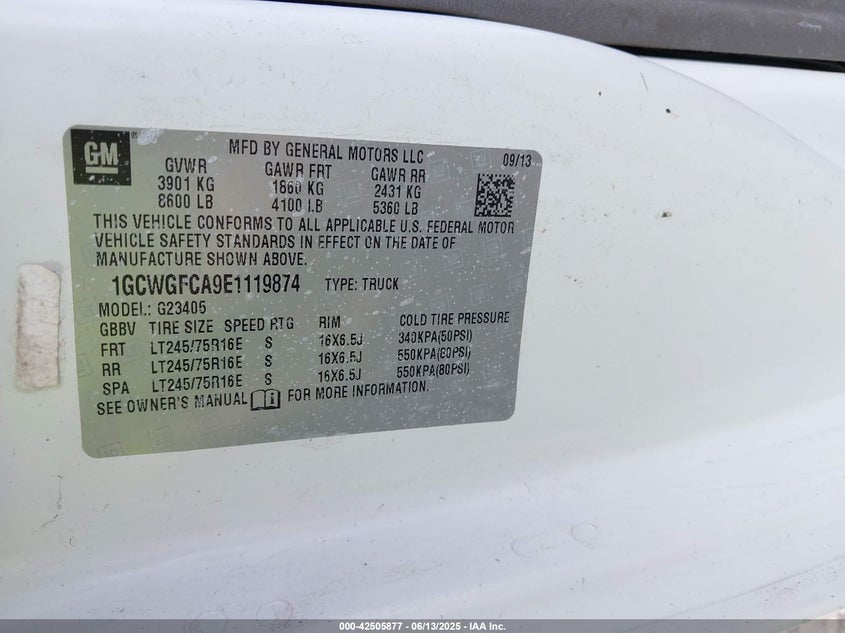 GM
MFD BY GENERAL MOTORS LLC 09/13
GVWR GAWR FRT GAWR RR
3901 KG 1860 KG 2431 KG
8600 LB 4100 LB 5360 LB
THIS VEHICLE CONFORMS TO ALL APPLICABLE U.S. FEDERAL MOTOR
VEHICLE SAFETY STANDARDS IN EFFECT ON THE DATE OF
MANUFACTURE SHOWN ABOVE.
1GCWGFCA9E1119874 TYPE: TRUCK
MODEL: G23405
GBBV TIRE SIZE SPEED RTG RIM COLD TIRE PRESSURE
FRT LT245/75R16E S 16X6.5J 340KPA(50PSI)
RR LT245/75R16E S 16X6.5J 550KPA(80PSI)
SPA LT245/75R16E S 16X6.5J 550KPA(80PSI)
SEE OWNER'S MANUAL FOR MORE INFORMATION.
000-42505877 - 06/13/2025 - IAA Inc.